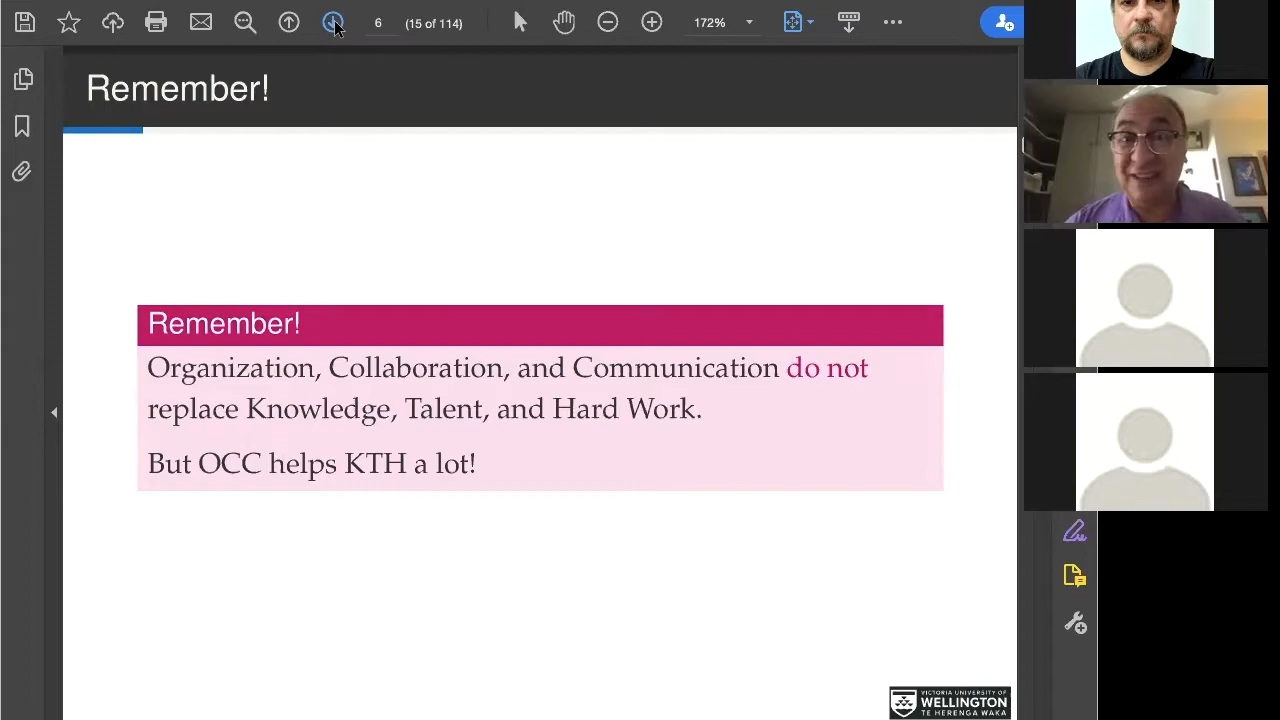 6 (15 of 114) 172%
Remember!
Remember!
Organization, Collaboration, and Communication do not
replace Knowledge, Talent, and Hard Work.
But OCC helps KTH a lot!
VICTORIA UNIVERSITY OF
WELLINGTON
TE HERENGA WAKA